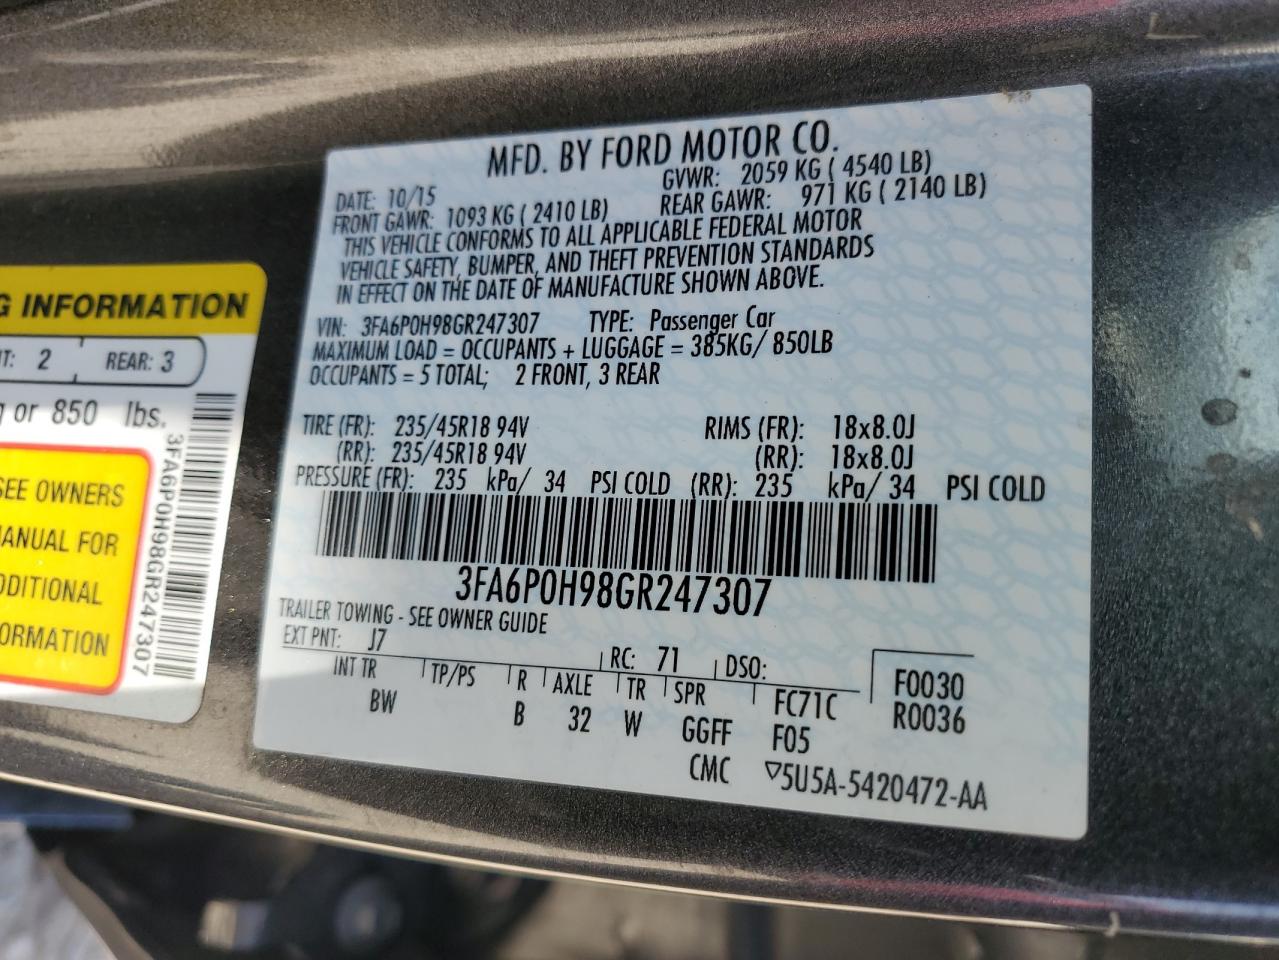 MFD. BY FORD MOTOR CO.
DATE: 10/15
GVWR: 2059 KG ( 4540 LB)
FRONT GAWR: 1093 KG ( 2410 LB)
REAR GAWR: 971 KG ( 2140 LB)
THIS VEHICLE CONFORMS TO ALL APPLICABLE FEDERAL MOTOR
VEHICLE SAFETY, BUMPER, AND THEFT PREVENTION STANDARDS
IN EFFECT ON THE DATE OF MANUFACTURE SHOWN ABOVE.
VIN: 3FA6P0H98GR247307 TYPE: Passenger Car
MAXIMUM LOAD = OCCUPANTS + LUGGAGE = 385KG/ 850LB
OCCUPANTS = 5 TOTAL; 2 FRONT, 3 REAR
TIRE (FR): 235/45R18 94V RIMS (FR): 18x8.0J
(RR): 235/45R18 94V (RR): 18x8.0J
PRESSURE (FR): 235 kPa/ 34 PSI COLD (RR): 235 kPa/ 34 PSI COLD
3FA6P0H98GR247307
TRAILER TOWING - SEE OWNER GUIDE
EXT PNT: J7 RC: 71 DSO:
INT TR TP/PS R AXLE TR SPR FC71C F0030
BW B 32 W GGFF F05 R0036
CMC ▽5U5A-5420472-AA
G INFORMATION
T: 2 REAR: 3
g or 850 lbs.
SEE OWNERS
MANUAL FOR
ADDITIONAL
FORMATION
3FA6P0H98GR247307